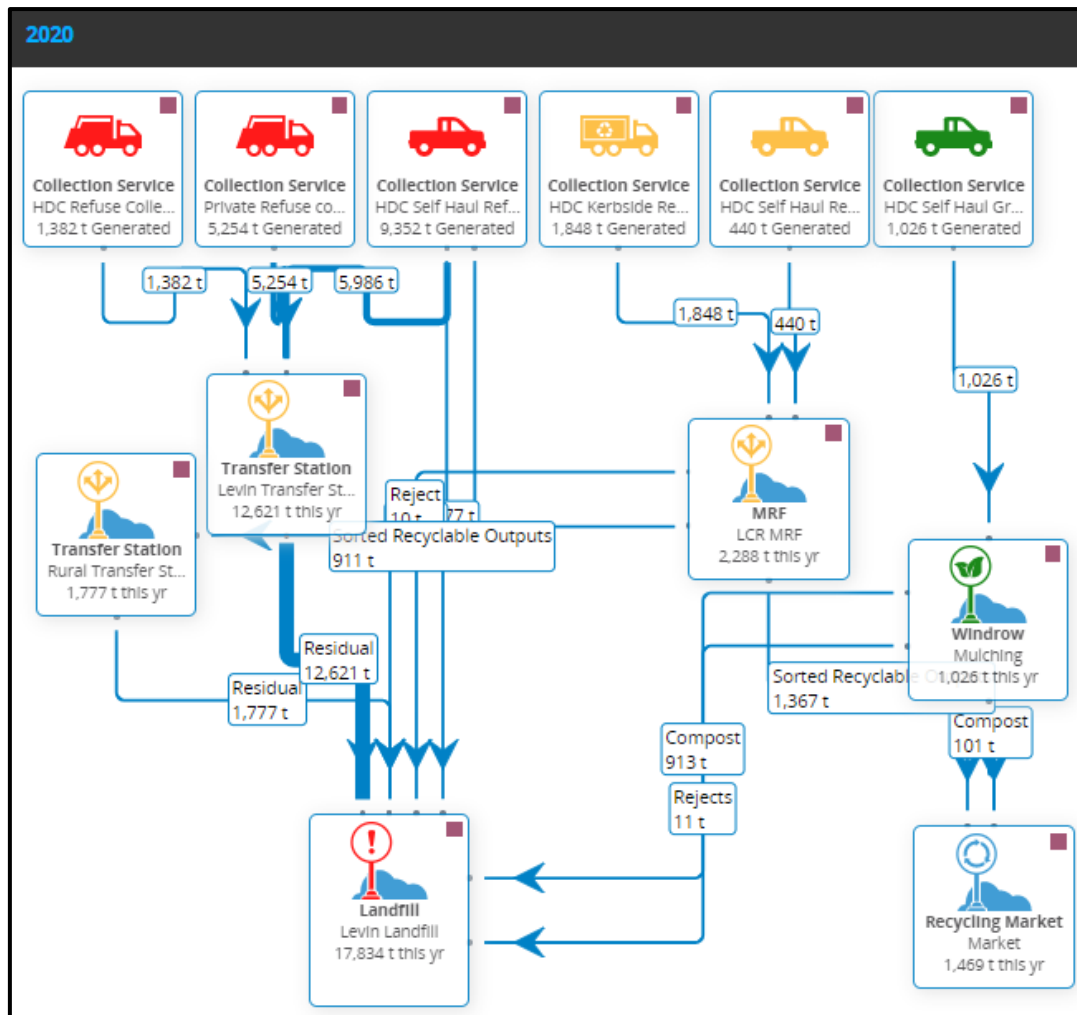 2020
Collection Service
HDC Refuse Colle...
1,382 t Generated
Collection Service
Private Refuse co...
5,254 t Generated
Collection Service
HDC Self Haul Ref...
9,352 t Generated
Collection Service
HDC Kerbside Re...
1,848 t Generated
Collection Service
HDC Self Haul Re...
440 t Generated
Collection Service
HDC Self Haul Gr...
1,026 t Generated
1,382 t
5,254 t
5,986 t
1,848 t
440 t
1,026 t
Transfer Station
Levin Transfer St...
12,621 t this yr
Transfer Station
Rural Transfer St...
1,777 t this yr
Reject
10 t
77 t
Sorted Recyclable Outputs
911 t
MRF
LCR MRF
2,288 t this yr
Windrow
Mulching
1,026 t this yr
Residual
12,621 t
Residual
1,777 t
Sorted Recyclable
1,367 t
Compost
913 t
Rejects
11 t
Compost
101 t
Landfill
Levin Landfill
17,834 t this yr
Recycling Market
Market
1,469 t this yr